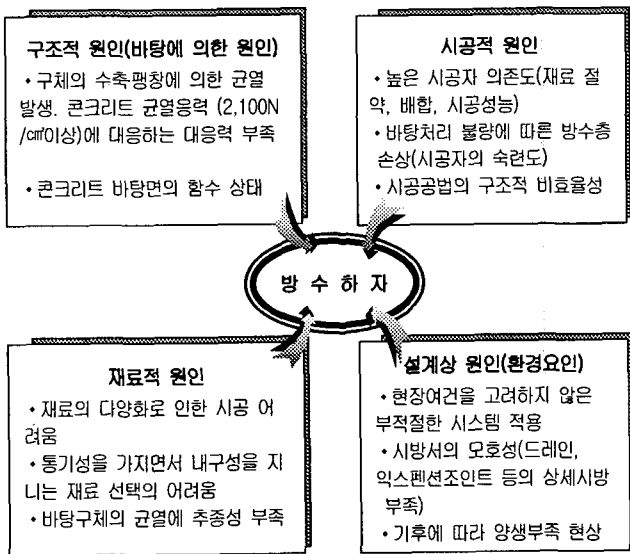 구조적 원인(바탕에 의한 원인)
• 구체의 수축팽창에 의한 균열
발생. 콘크리트 균열응력 (2,100N
/㎠이상)에 대응하는 대응력 부족
• 콘크리트 바탕면의 함수 상태
시공적 원인
• 높은 시공자 의존도(재료 절
약, 배합, 시공성능)
• 바탕처리 불량에 따른 방수층
손상(시공자의 숙련도)
• 시공공법의 구조적 비효율성
방 수 하 자
재료적 원인
• 재료의 다양화로 인한 시공 어
려움
• 통기성을 가지면서 내구성을 지
니는 재료 선택의 어려움
• 바탕구체의 균열에 추종성 부족
설계상 원인(환경요인)
• 현장여건을 고려하지 않은
부적절한 시스템 적용
• 시방서의 모호성(드레인,
익스펜션조인트 등의 상세시방
부족)
• 기후에 따라 양생부족 현상